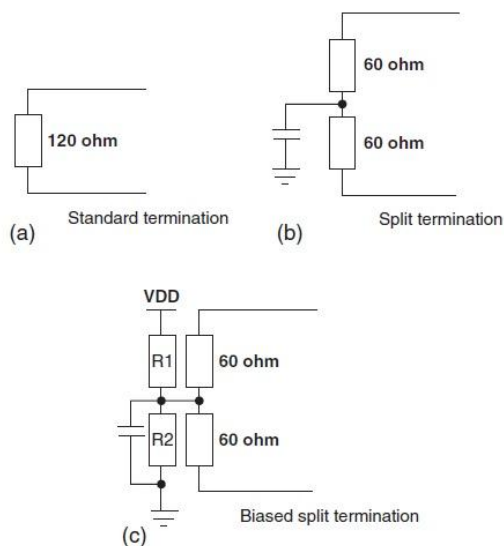 60 ohm
120 ohm
60 ohm
(a)
Standard termination
(b)
Split termination
VDD
R1
60 ohm
R2
60 ohm
(c)
Biased split termination